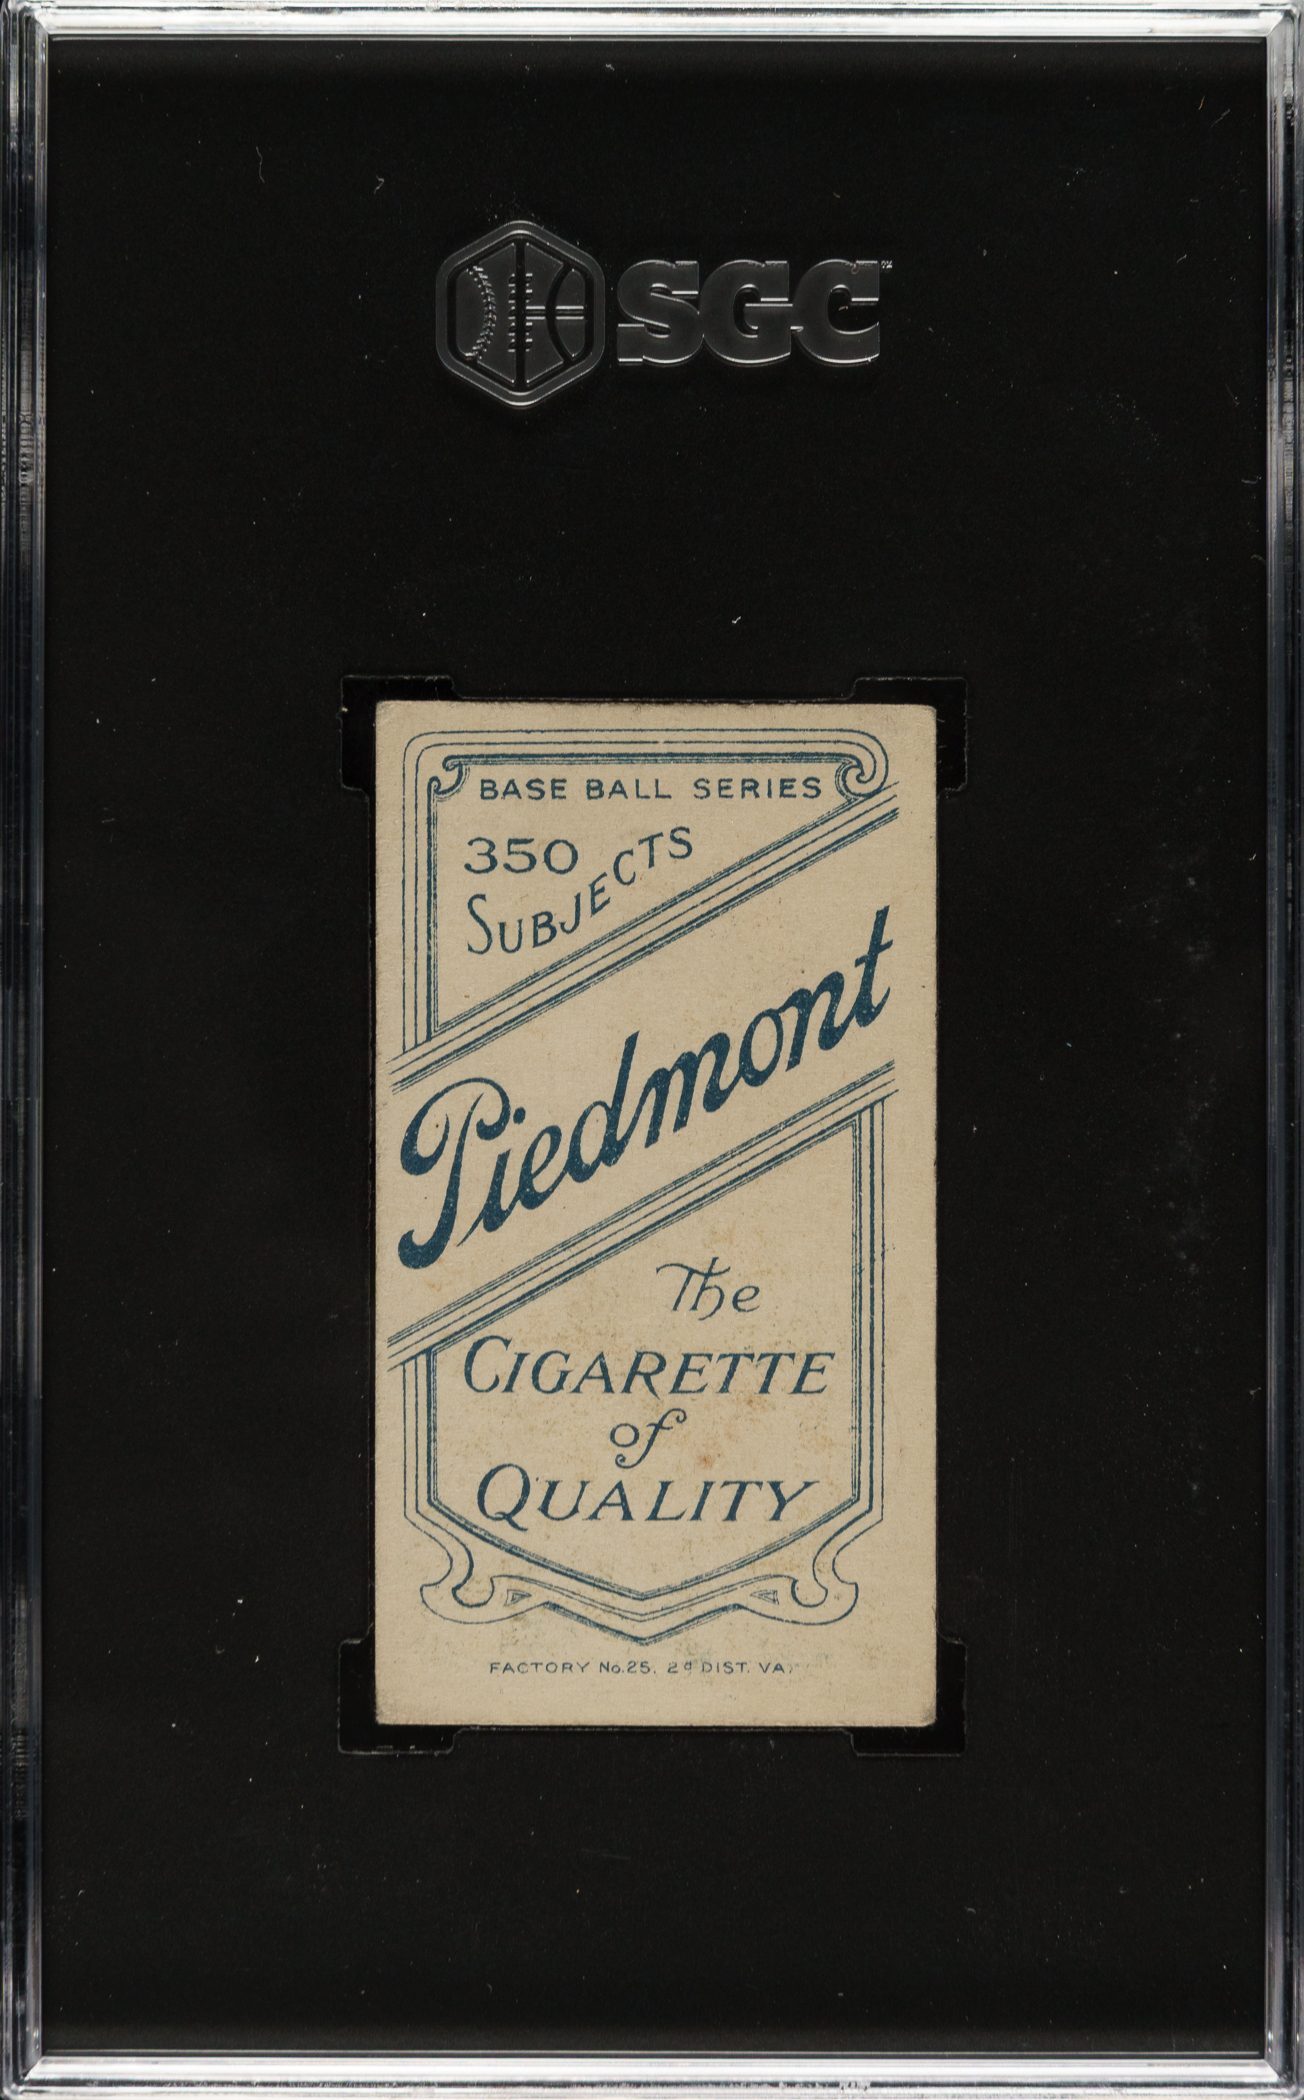 SGC
BASE BALL SERIES
350
SUBJECTS
Piedmont
The
CIGARETTE
of
QUALITY
FACTORY No. 25, 2d DIST. VA.